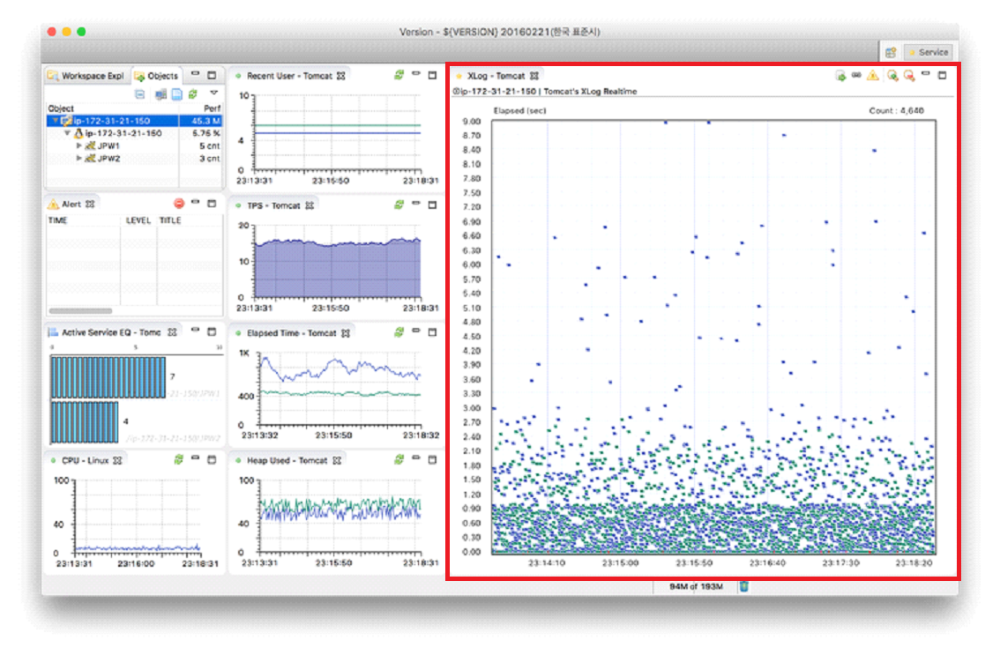 Version - ${VERSION} 20160221(한국 표준시)
Service
Workspace Expl
Objects
Object Perf
ip-172-31-21-150 45.3 M
ip-172-31-21-150 5.76 %
JPW1 5 cnt
JPW2 3 cnt
Alert
TIME LEVEL TITLE
Active Service EQ - Tomc
0 5 10
7
-21-150/JPW1
4
/ip-172-31-21-150/JPW2
CPU - Linux
100
40
0
23:13:31 23:16:00 23:18:31
Recent User - Tomcat
10
4
0
23:13:31 23:15:50 23:18:31
TPS - Tomcat
20
10
0
23:13:31 23:15:50 23:18:31
Elapsed Time - Tomcat
1K
400
0
23:13:32 23:15:50 23:18:32
Heap Used - Tomcat
100
40
0
23:13:31 23:15:50 23:18:31
XLog - Tomcat
ip-172-31-21-150 | Tomcat's XLog Realtime
Elapsed (sec) Count : 4,640
9.00
8.70
8.40
8.10
7.80
7.50
7.20
6.90
6.60
6.30
6.00
5.70
5.40
5.10
4.80
4.50
4.20
3.90
3.60
3.30
3.00
2.70
2.40
2.10
1.80
1.50
1.20
0.90
0.60
0.30
0.00
23:14:10 23:15:00 23:15:50 23:16:40 23:17:30 23:18:20
94M of 193M